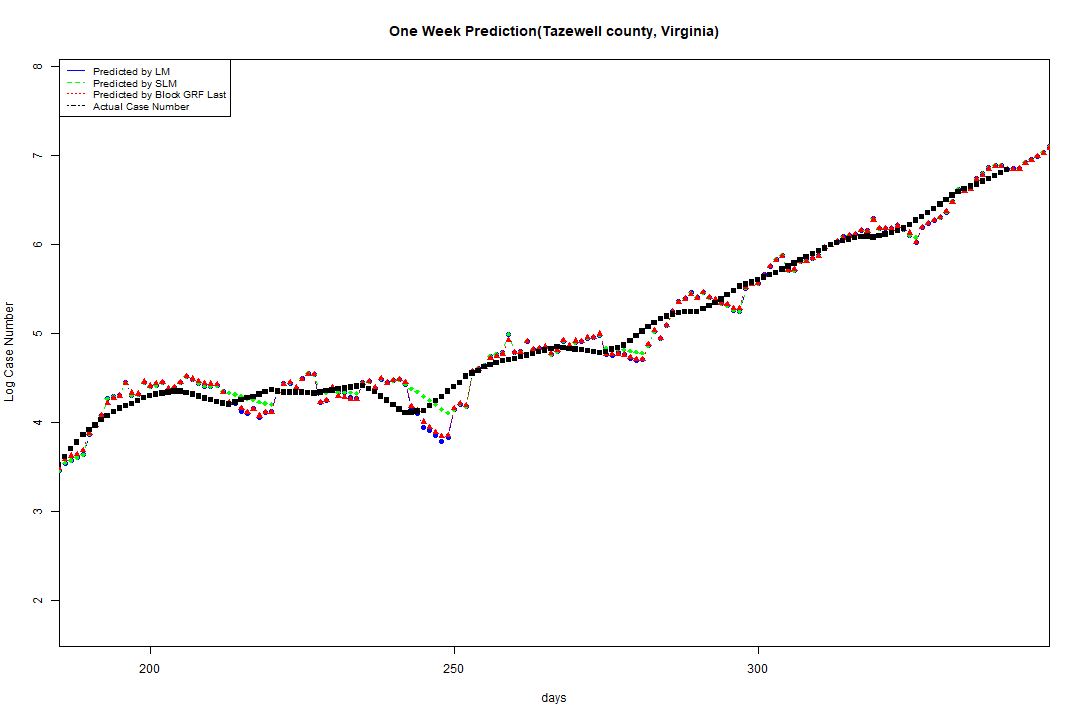 One Week Prediction(Tazewell county, Virginia)
Predicted by LM
Predicted by SLM
Predicted by Block GRF Last
Actual Case Number
8
7
6
5
4
3
2
Log Case Number
200
250
300
days